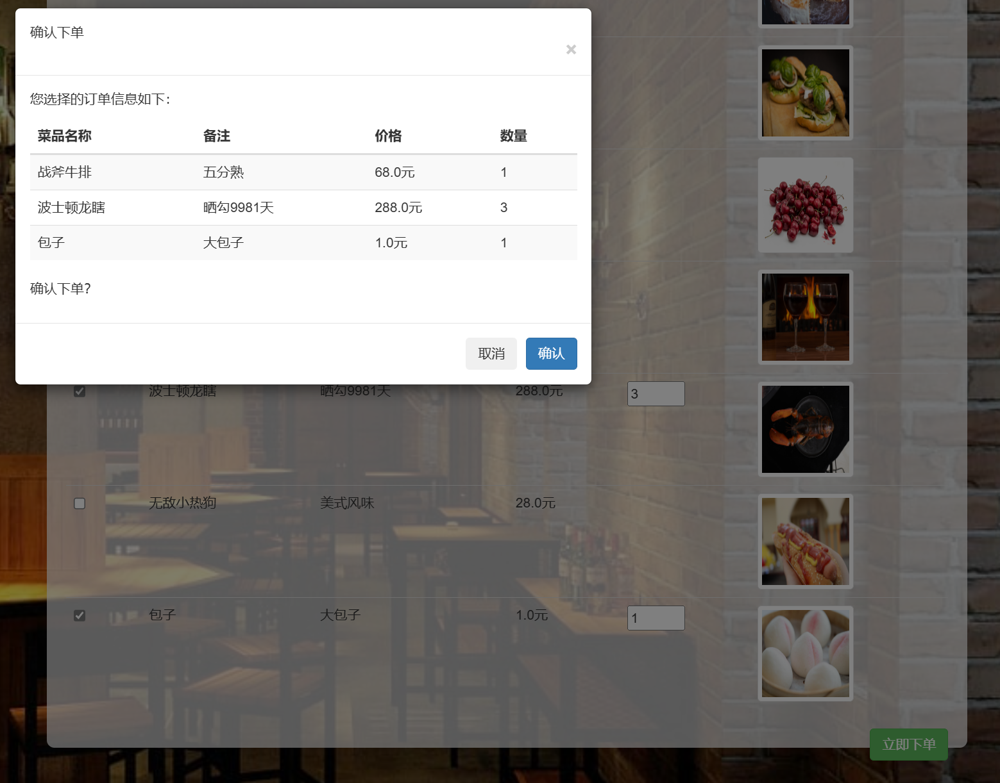 确认下单
×
您选择的订单信息如下：
菜品名称 备注 价格 数量
战斧牛排 五分熟 68.0元 1
波士顿龙瞎 晒勾9981天 288.0元 3
包子 大包子 1.0元 1
确认下单？
取消 确认
波士顿龙瞎 晒勾9981天 288.0元 3
无敌小热狗 美式风味 28.0元
包子 大包子 1.0元 1
立即下单